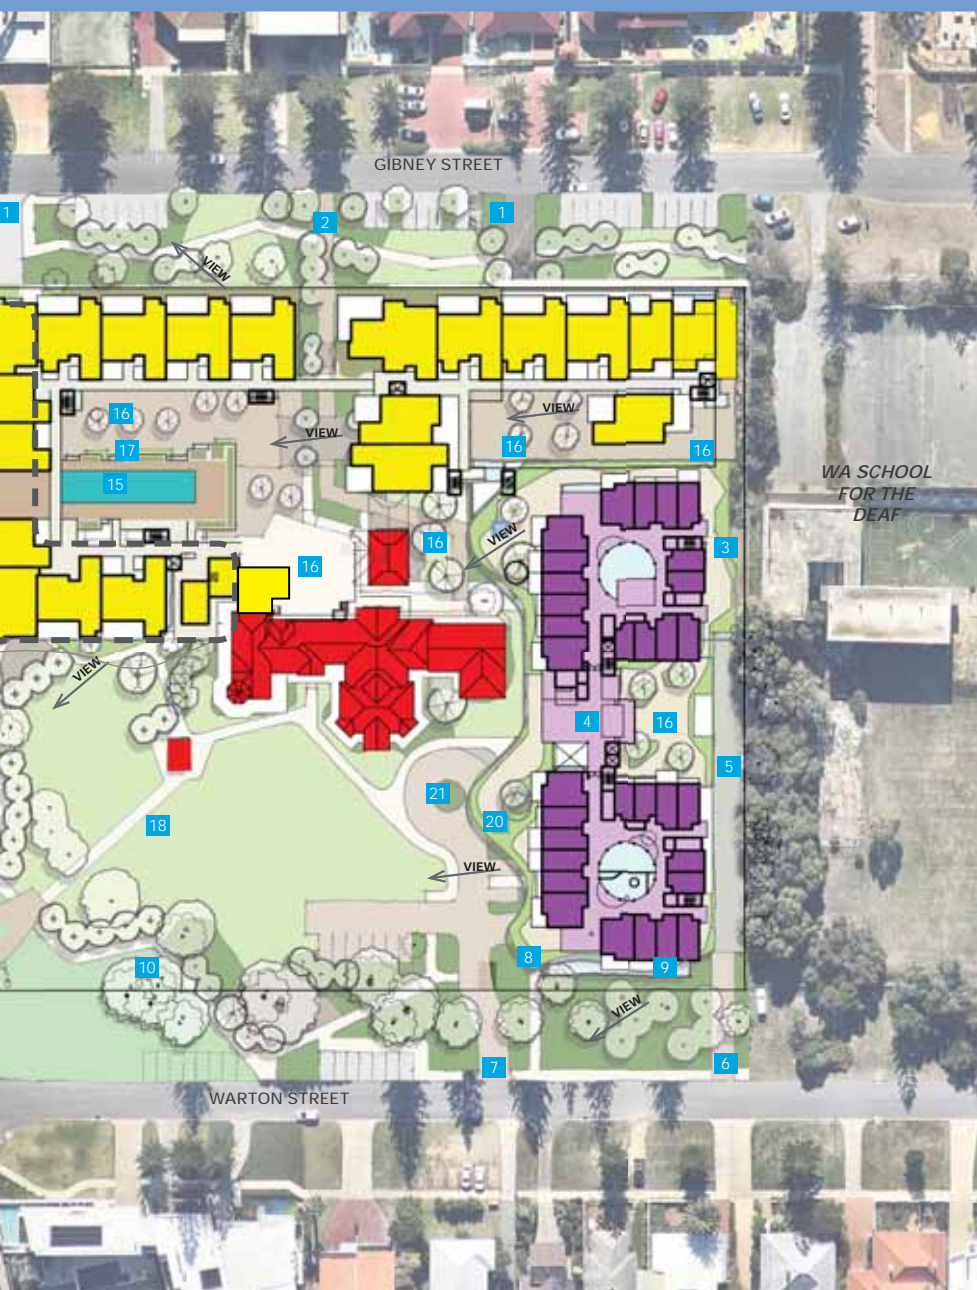 GIBNEY STREET
1
2
1
VIEW
16
VIEW
16
VIEW
16
17
15
WA SCHOOL
FOR THE
DEAF
VIEW
16
3
16
VIEW
4
16
5
21
20
18
VIEW
8
9
10
VIEW
7
6
WARTON STREET